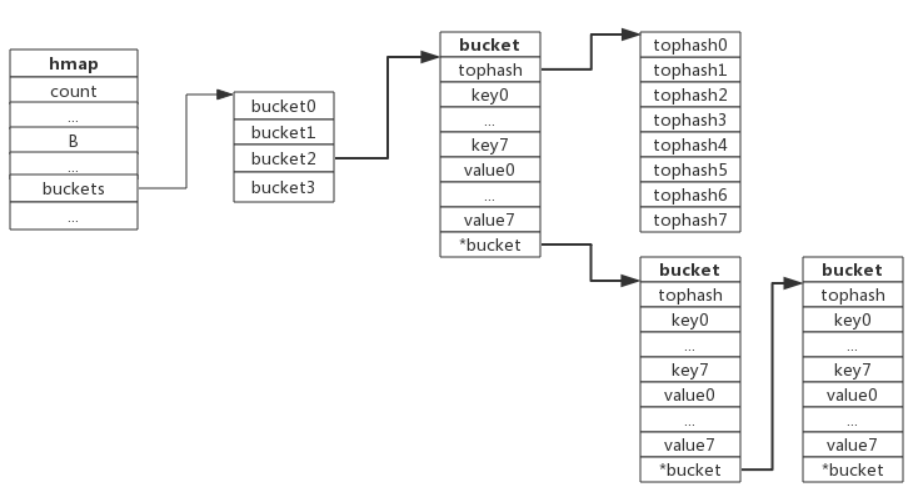 hmap
count
...
B
...
buckets
...
bucket0
bucket1
bucket2
bucket3
bucket
tophash
key0
...
key7
value0
...
value7
*bucket
tophash0
tophash1
tophash2
tophash3
tophash4
tophash5
tophash6
tophash7
bucket
tophash
key0
...
key7
value0
...
value7
*bucket
bucket
tophash
key0
...
key7
value0
...
value7
*bucket